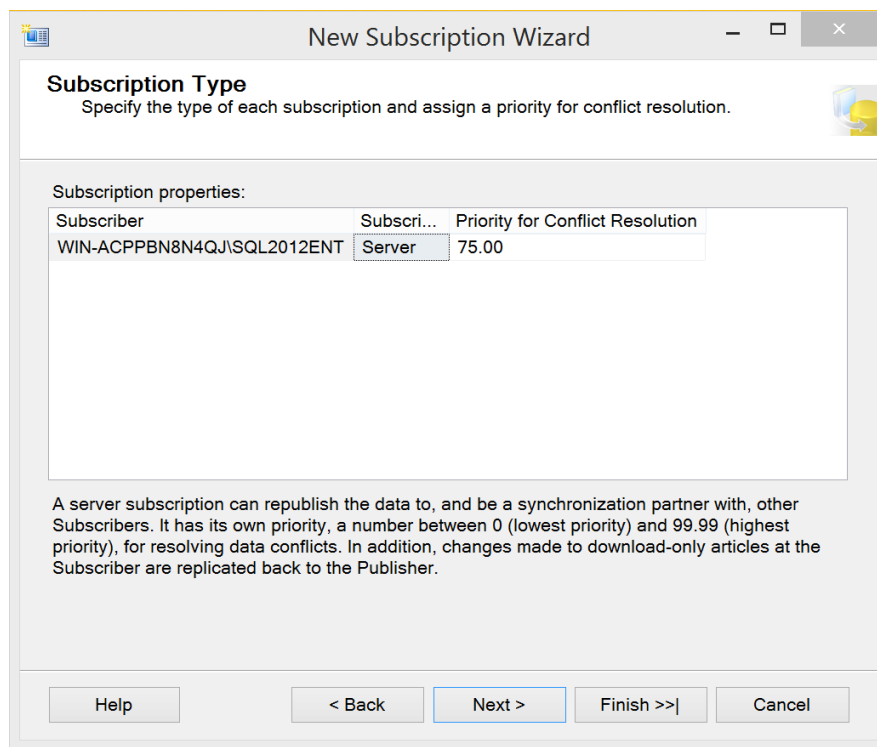 New Subscription Wizard
Subscription Type
Specify the type of each subscription and assign a priority for conflict resolution.
Subscription properties:
Subscriber Subscri... Priority for Conflict Resolution
WIN-ACPPBN8N4QJ\SQL2012ENT Server 75.00
A server subscription can republish the data to, and be a synchronization partner with, other
Subscribers. It has its own priority, a number between 0 (lowest priority) and 99.99 (highest
priority), for resolving data conflicts. In addition, changes made to download-only articles at the
Subscriber are replicated back to the Publisher.
Help < Back Next > Finish >>| Cancel